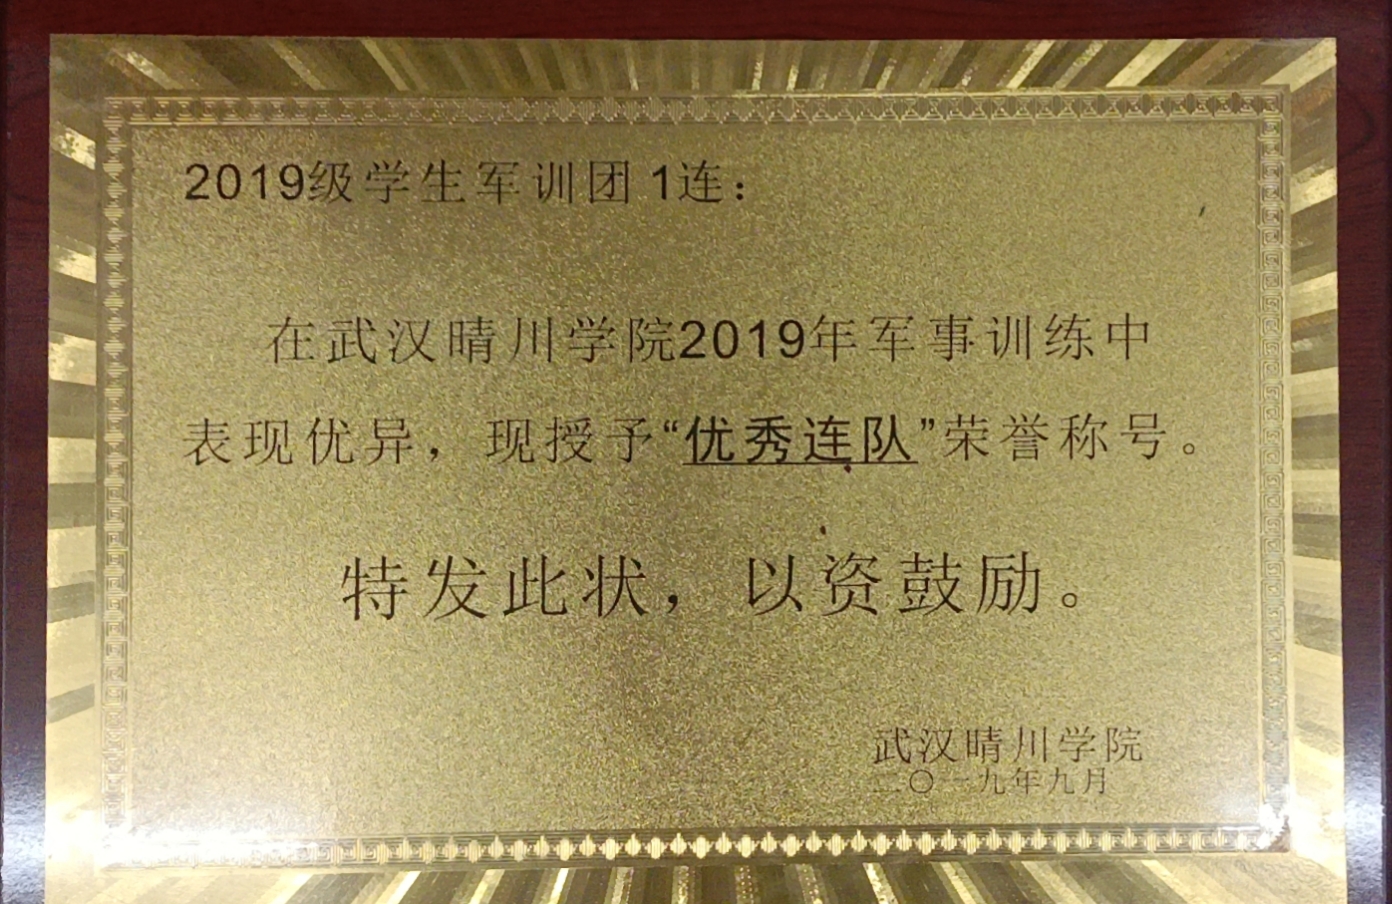 2019级学生军训团 1连：
在武汉晴川学院2019年军事训练中
表现优异，现授予“优秀连队”荣誉称号。
特发此状，以资鼓励。
武汉晴川学院
二〇一九年九月